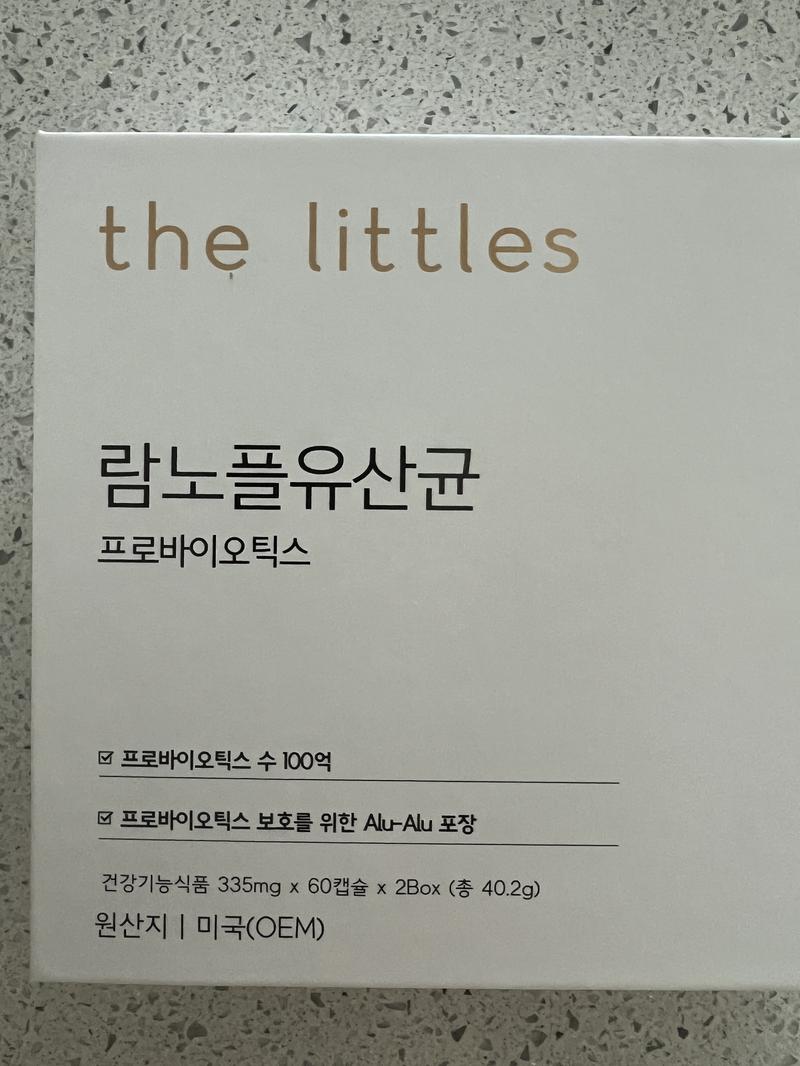 the littles
람노플유산균
프로바이오틱스
☑ 프로바이오틱스 수 100억
☑ 프로바이오틱스 보호를 위한 Alu-Alu 포장
건강기능식품 335mg x 60캡슐 x 2Box (총 40.2g)
원산지 | 미국(OEM)